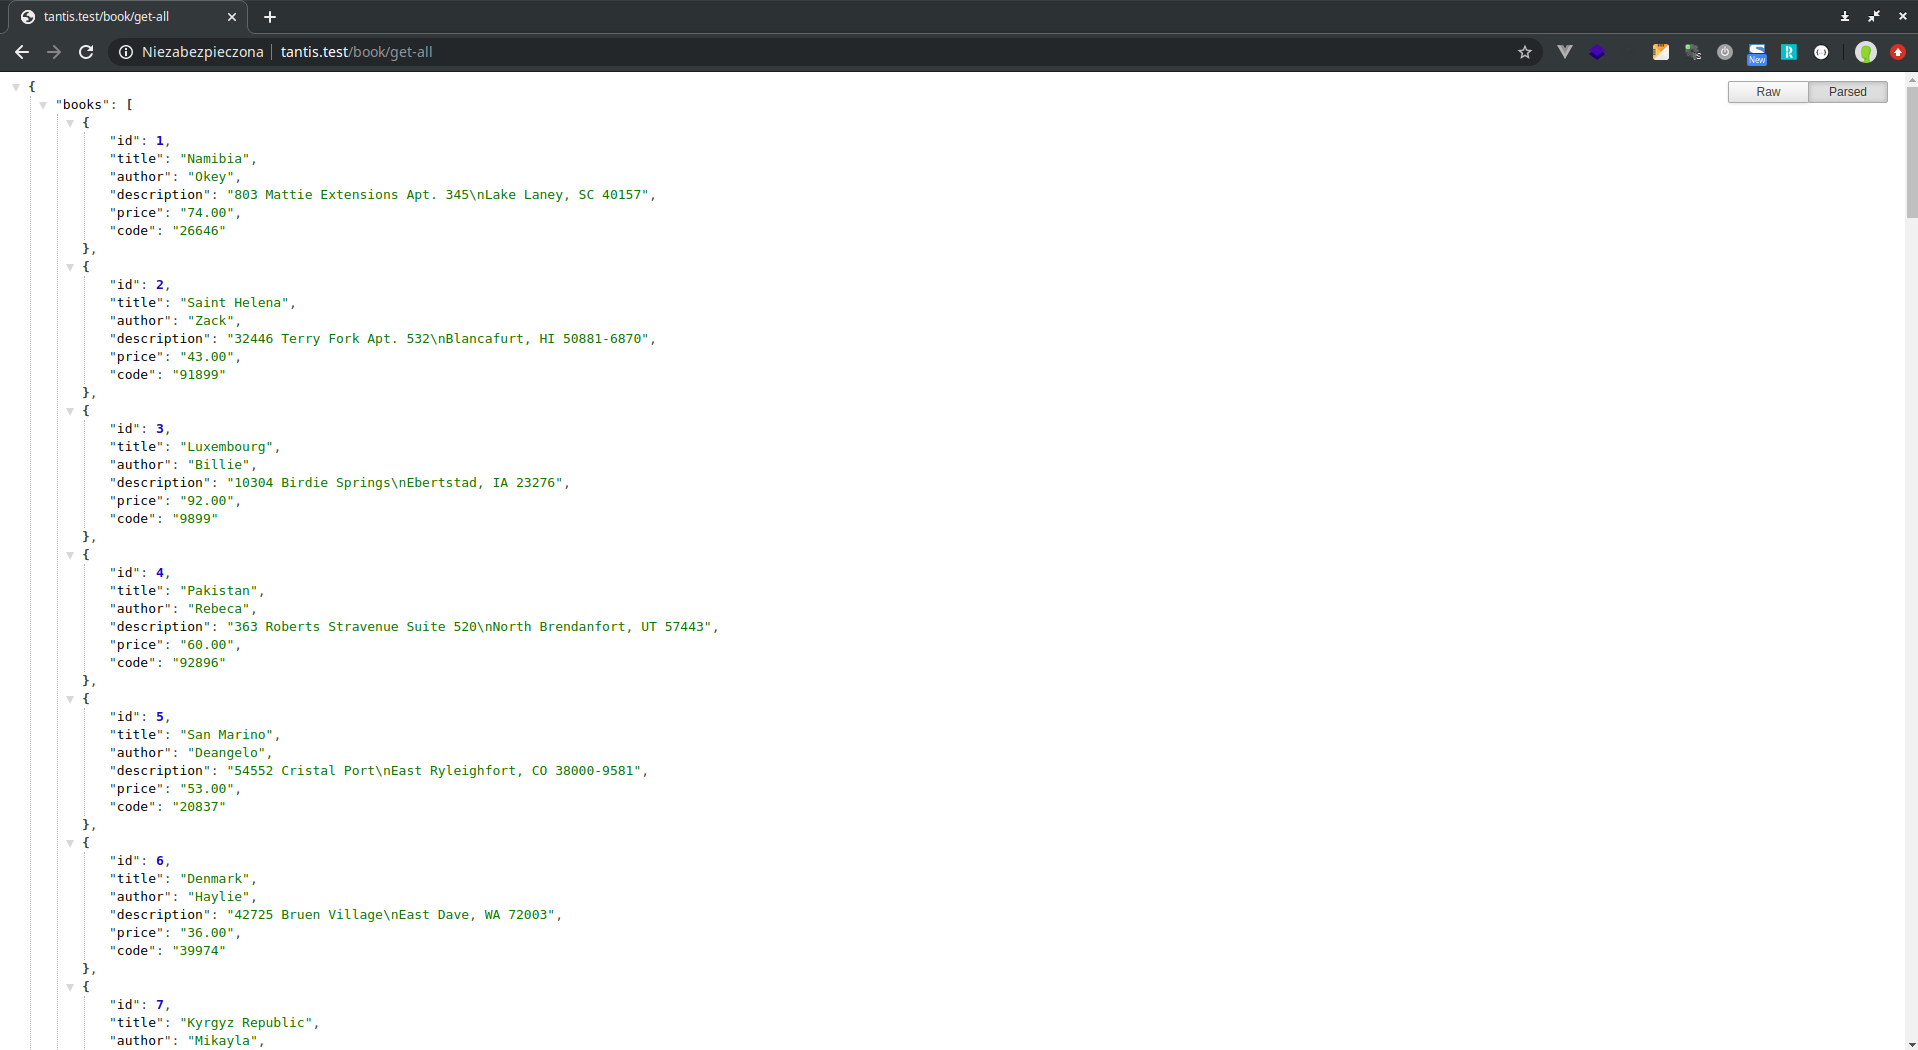 tantis.test/book/get-all
Niezabezpieczona tantis.test/book/get-all
New
Raw Parsed
{
"books": [
{
"id": 1,
"title": "Namibia",
"author": "Okey",
"description": "803 Mattie Extensions Apt. 345\nLake Laney, SC 40157",
"price": "74.00",
"code": "26646"
},
{
"id": 2,
"title": "Saint Helena",
"author": "Zack",
"description": "32446 Terry Fork Apt. 532\nBlancafurt, HI 50881-6870",
"price": "43.00",
"code": "91899"
},
{
"id": 3,
"title": "Luxembourg",
"author": "Billie",
"description": "10304 Birdie Springs\nEbertstad, IA 23276",
"price": "92.00",
"code": "9899"
},
{
"id": 4,
"title": "Pakistan",
"author": "Rebeca",
"description": "363 Roberts Stravenue Suite 520\nNorth Brendanfort, UT 57443",
"price": "60.00",
"code": "92896"
},
{
"id": 5,
"title": "San Marino",
"author": "Deangelo",
"description": "54552 Cristal Port\nEast Ryleighfort, CO 38000-9581",
"price": "53.00",
"code": "20837"
},
{
"id": 6,
"title": "Denmark",
"author": "Haylie",
"description": "42725 Bruen Village\nEast Dave, WA 72003",
"price": "36.00",
"code": "39974"
},
{
"id": 7,
"title": "Kyrgyz Republic",
"author": "Mikayla",